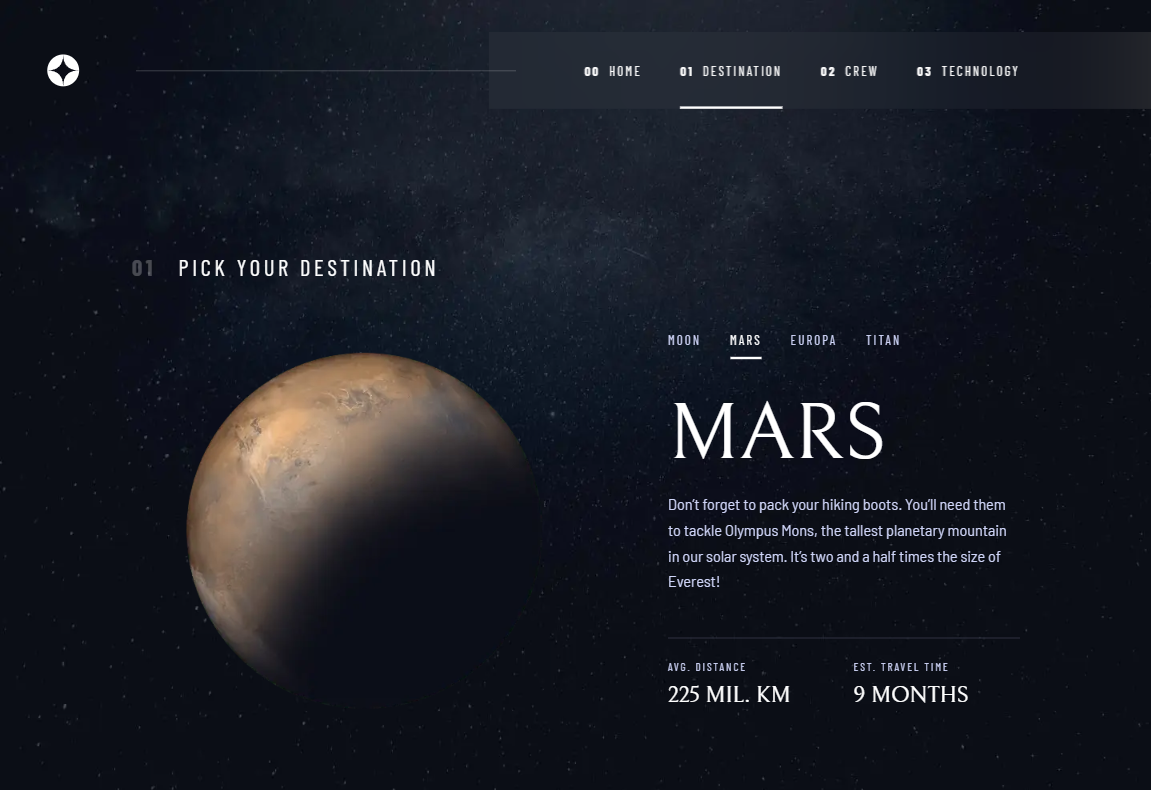 00 HOME 01 DESTINATION 02 CREW 03 TECHNOLOGY
01 PICK YOUR DESTINATION
MOON MARS EUROPA TITAN
MARS
Don’t forget to pack your hiking boots. You’ll need them
to tackle Olympus Mons, the tallest planetary mountain
in our solar system. It’s two and a half times the size of
Everest!
AVG. DISTANCE EST. TRAVEL TIME
225 MIL. KM 9 MONTHS